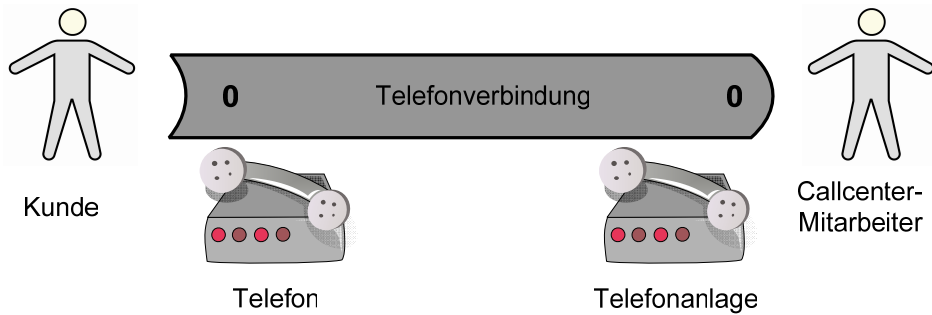 0 Telefonverbindung 0
Kunde
Callcenter-
Mitarbeiter
Telefon
Telefonanlage